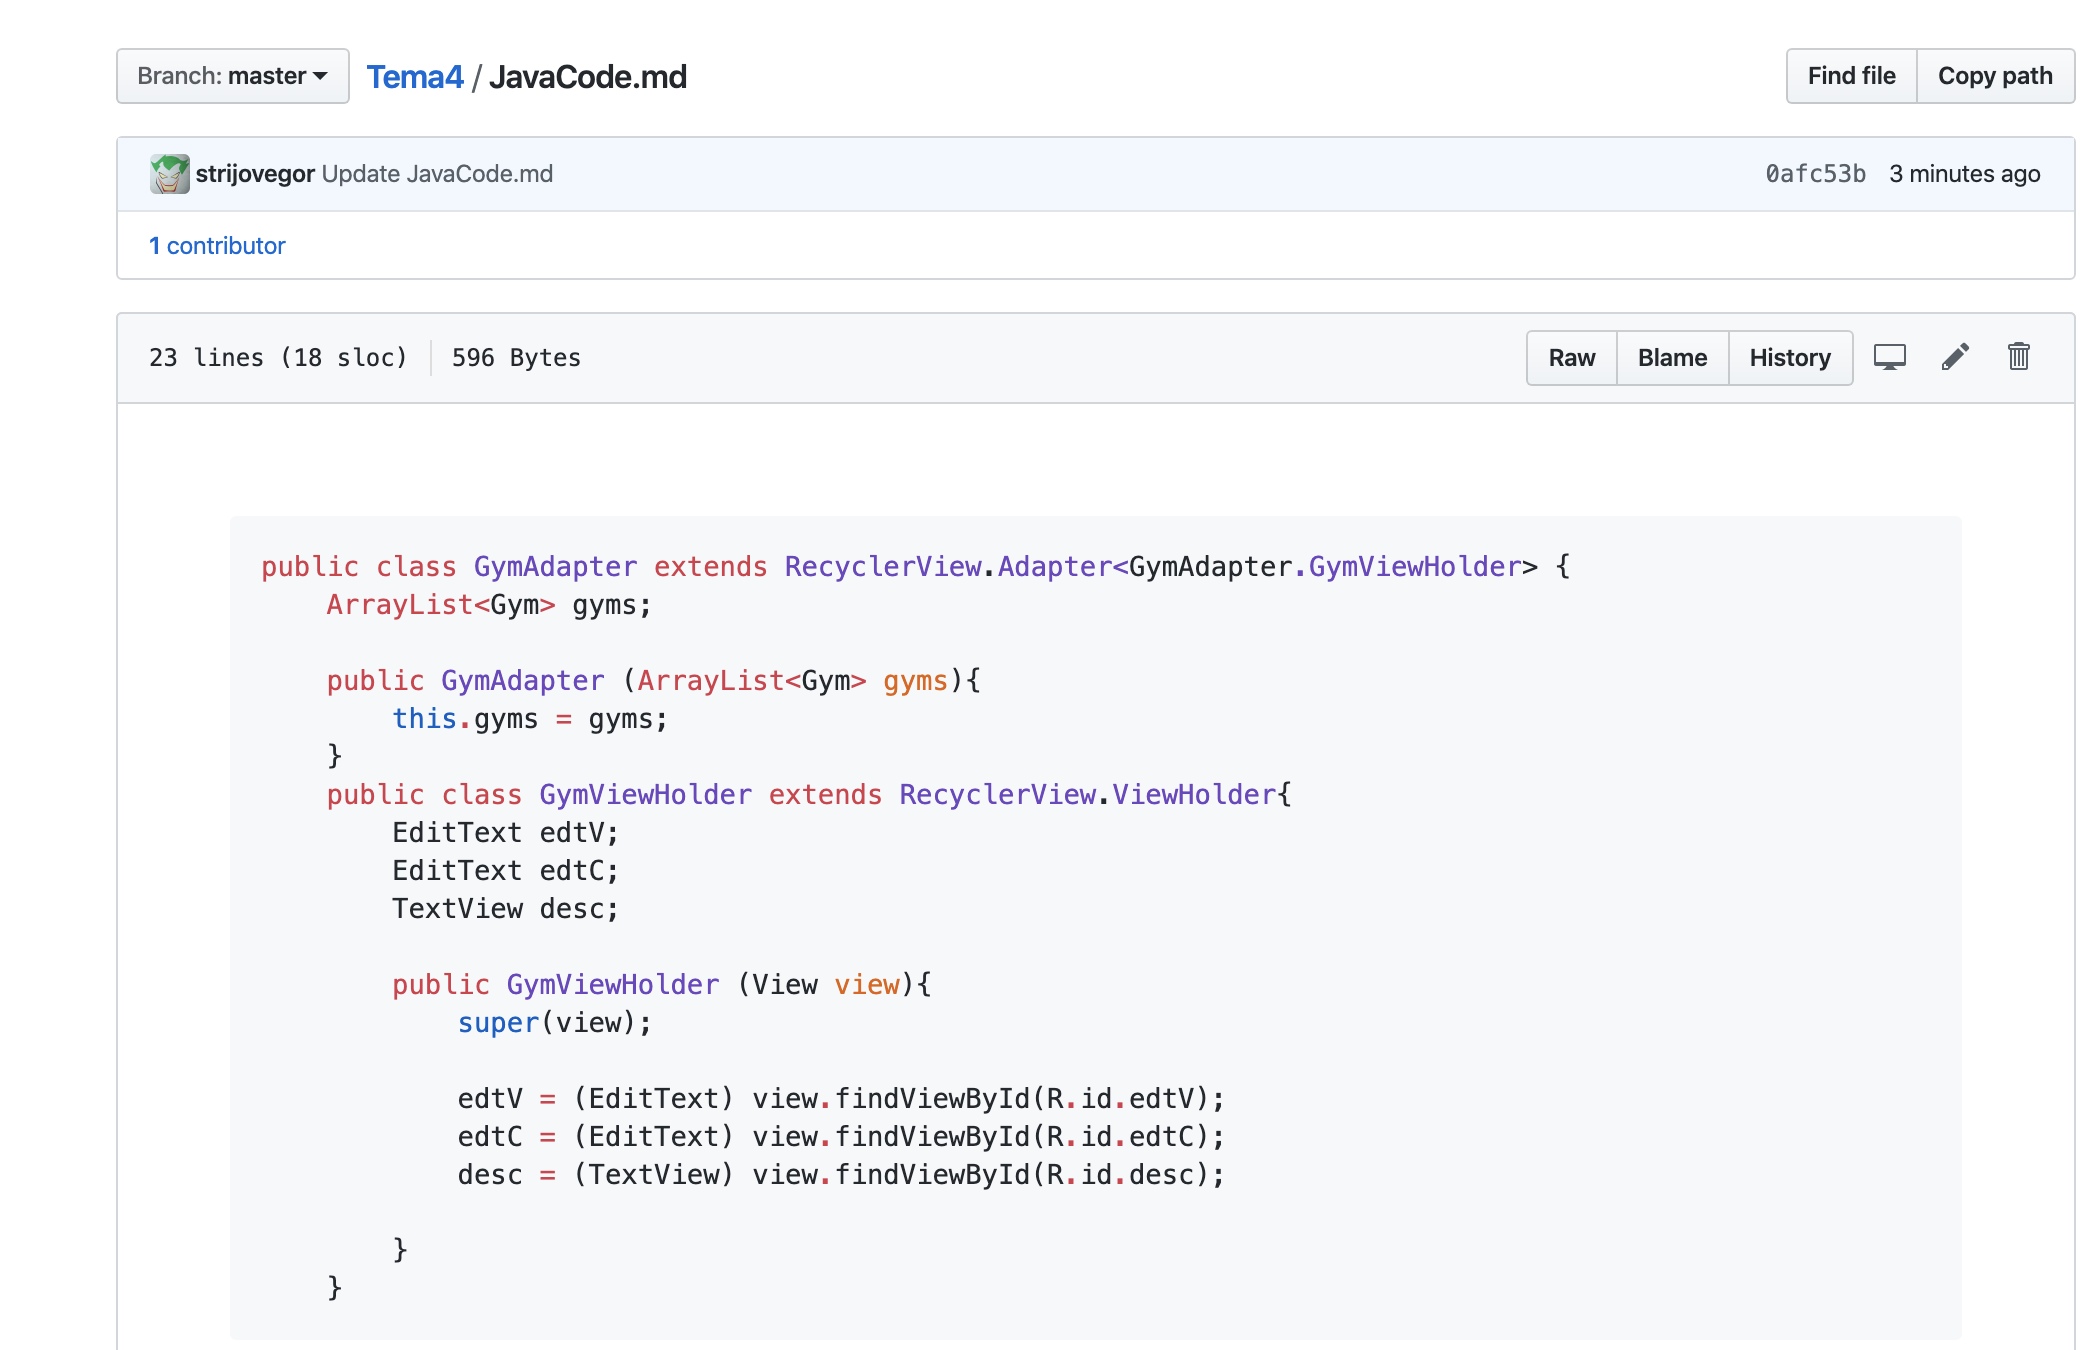 Branch: master Tema4 / JavaCode.md Find file Copy path
strijovegor Update JavaCode.md 0afc53b 3 minutes ago
1 contributor
23 lines (18 sloc) 596 Bytes Raw Blame History
public class GymAdapter extends RecyclerView.Adapter<GymAdapter.GymViewHolder> {
    ArrayList<Gym> gyms;
    public GymAdapter (ArrayList<Gym> gyms){
        this.gyms = gyms;
    }
    public class GymViewHolder extends RecyclerView.ViewHolder{
        EditText edtV;
        EditText edtC;
        TextView desc;
        public GymViewHolder (View view){
            super(view);
            edtV = (EditText) view.findViewById(R.id.edtV);
            edtC = (EditText) view.findViewById(R.id.edtC);
            desc = (TextView) view.findViewById(R.id.desc);
        }
    }